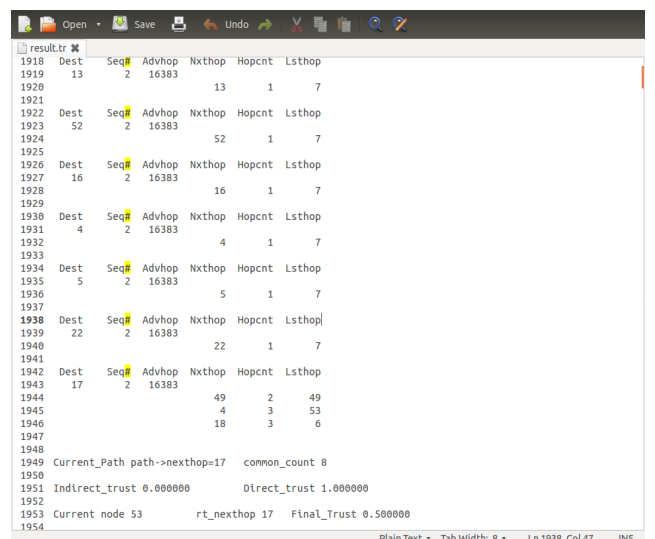 Open Save Undo
result.tr
1918 Dest Seq# Advhop Nxthop Hopcnt Lsthop
1919 13 2 16383
1920 13 1 7
1921
1922 Dest Seq# Advhop Nxthop Hopcnt Lsthop
1923 52 2 16383
1924 52 1 7
1925
1926 Dest Seq# Advhop Nxthop Hopcnt Lsthop
1927 16 2 16383
1928 16 1 7
1929
1930 Dest Seq# Advhop Nxthop Hopcnt Lsthop
1931 4 2 16383
1932 4 1 7
1933
1934 Dest Seq# Advhop Nxthop Hopcnt Lsthop
1935 5 2 16383
1936 5 1 7
1937
1938 Dest Seq# Advhop Nxthop Hopcnt Lsthop
1939 22 2 16383
1940 22 1 7
1941
1942 Dest Seq# Advhop Nxthop Hopcnt Lsthop
1943 17 2 16383
1944 49 2 49
1945 4 3 53
1946 18 3 6
1947
1948
1949 Current_Path path->nexthop=17 common_count 8
1950
1951 Indirect_trust 0.000000 Direct_trust 1.000000
1952
1953 Current node 53 rt_nexthop 17 Final_Trust 0.500000
1954
Plain Text Tab Width: 8 Ln 1938, Col 47 INS